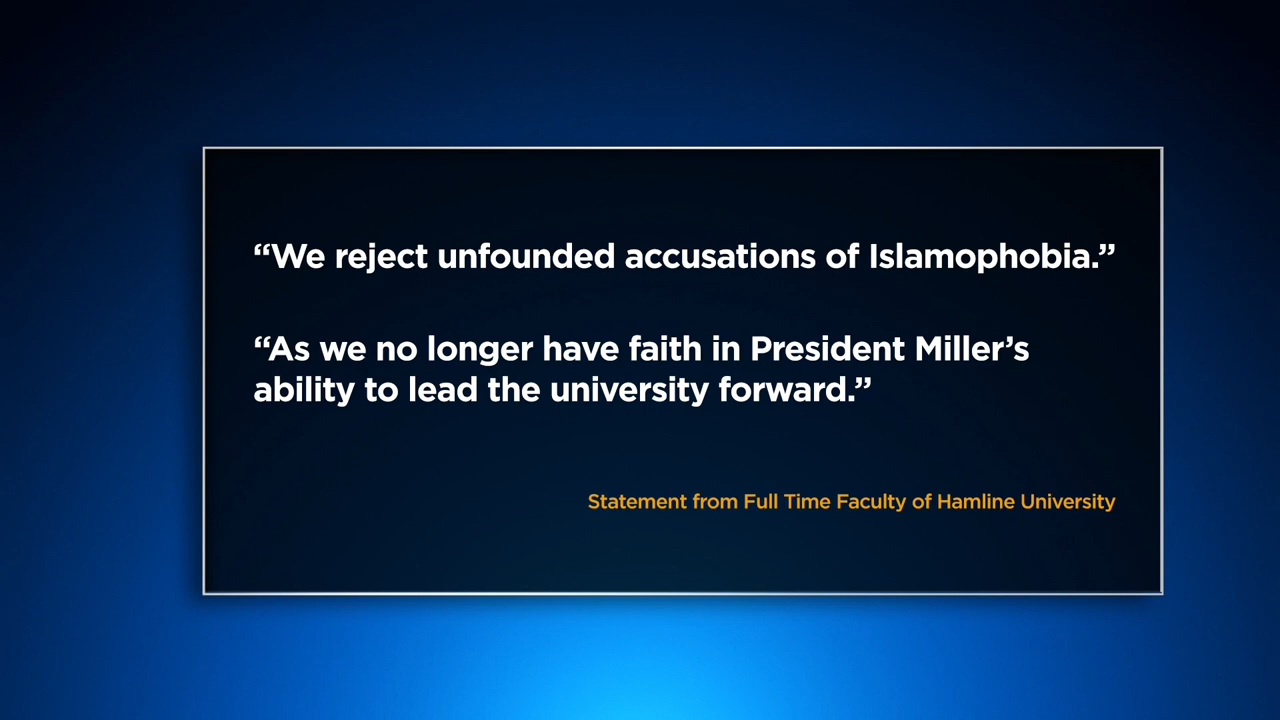 “We reject unfounded accusations of Islamophobia.”
“As we no longer have faith in President Miller’s
ability to lead the university forward.”
Statement from Full Time Faculty of Hamline University